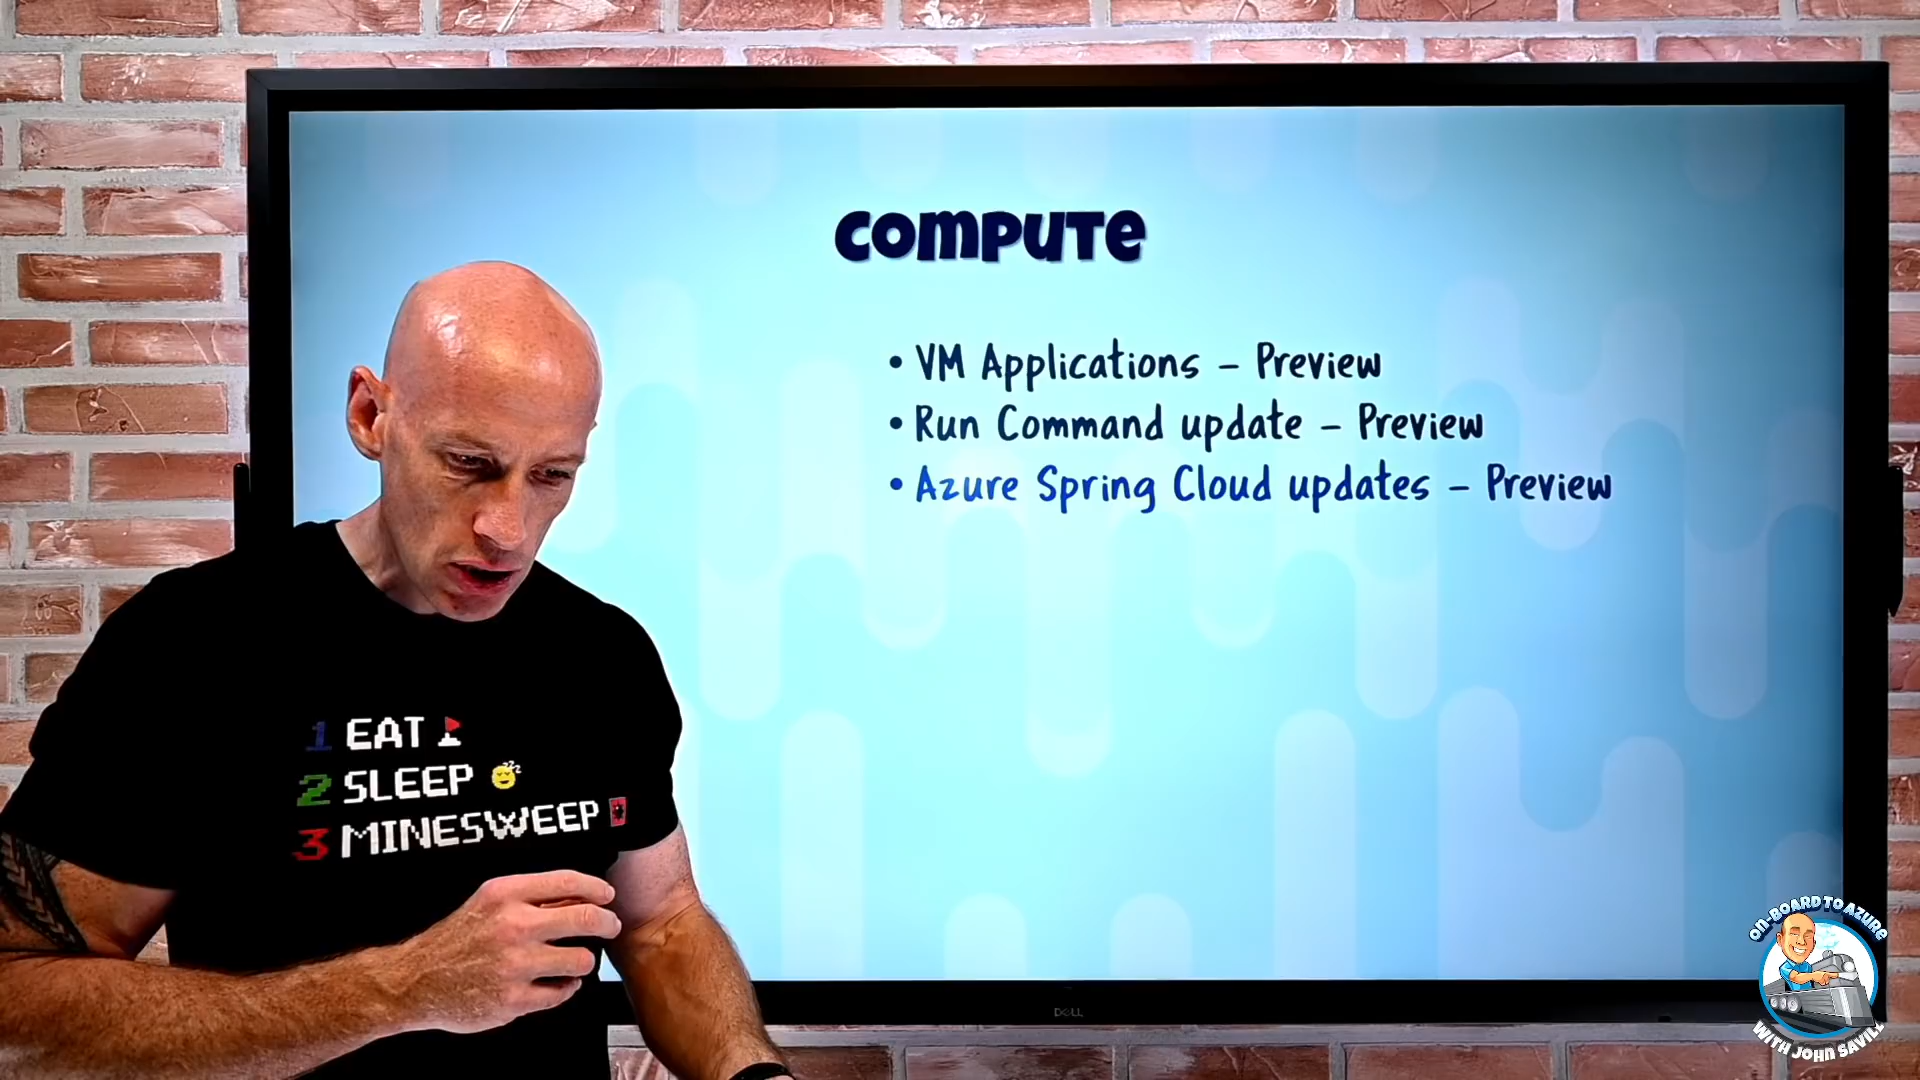 COMPUTE
• VM Applications – Preview
• Run Command update – Preview
• Azure Spring Cloud updates – Preview
1 EAT
2 SLEEP
3 MINESWEEP
DELL
ON-BOARD TO AZURE
WITH JOHN SAVILL